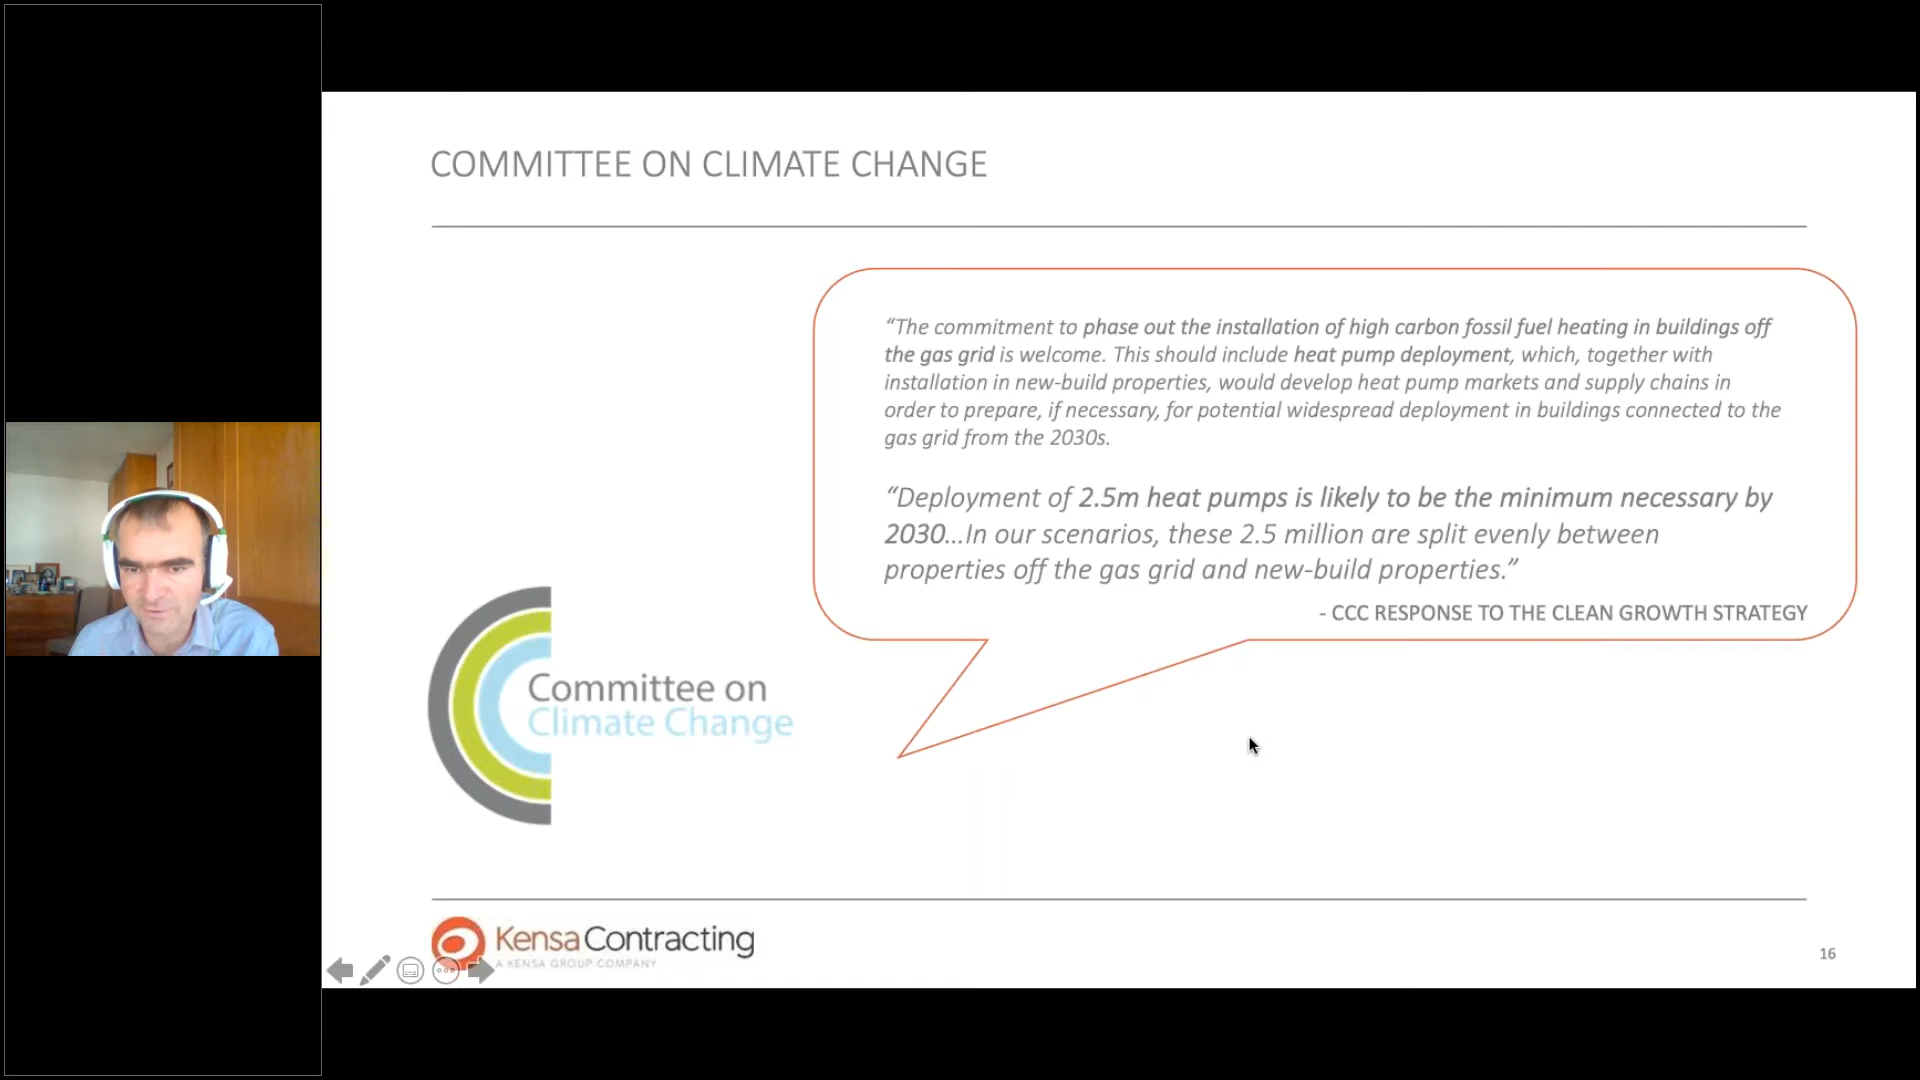 COMMITTEE ON CLIMATE CHANGE
“The commitment to phase out the installation of high carbon fossil fuel heating in buildings off
the gas grid is welcome. This should include heat pump deployment, which, together with
installation in new-build properties, would develop heat pump markets and supply chains in
order to prepare, if necessary, for potential widespread deployment in buildings connected to the
gas grid from the 2030s.
“Deployment of 2.5m heat pumps is likely to be the minimum necessary by
2030…In our scenarios, these 2.5 million are split evenly between
properties off the gas grid and new-build properties.”
- CCC RESPONSE TO THE CLEAN GROWTH STRATEGY
Committee on
Climate Change
Kensa Contracting
A KENSA GROUP COMPANY
16